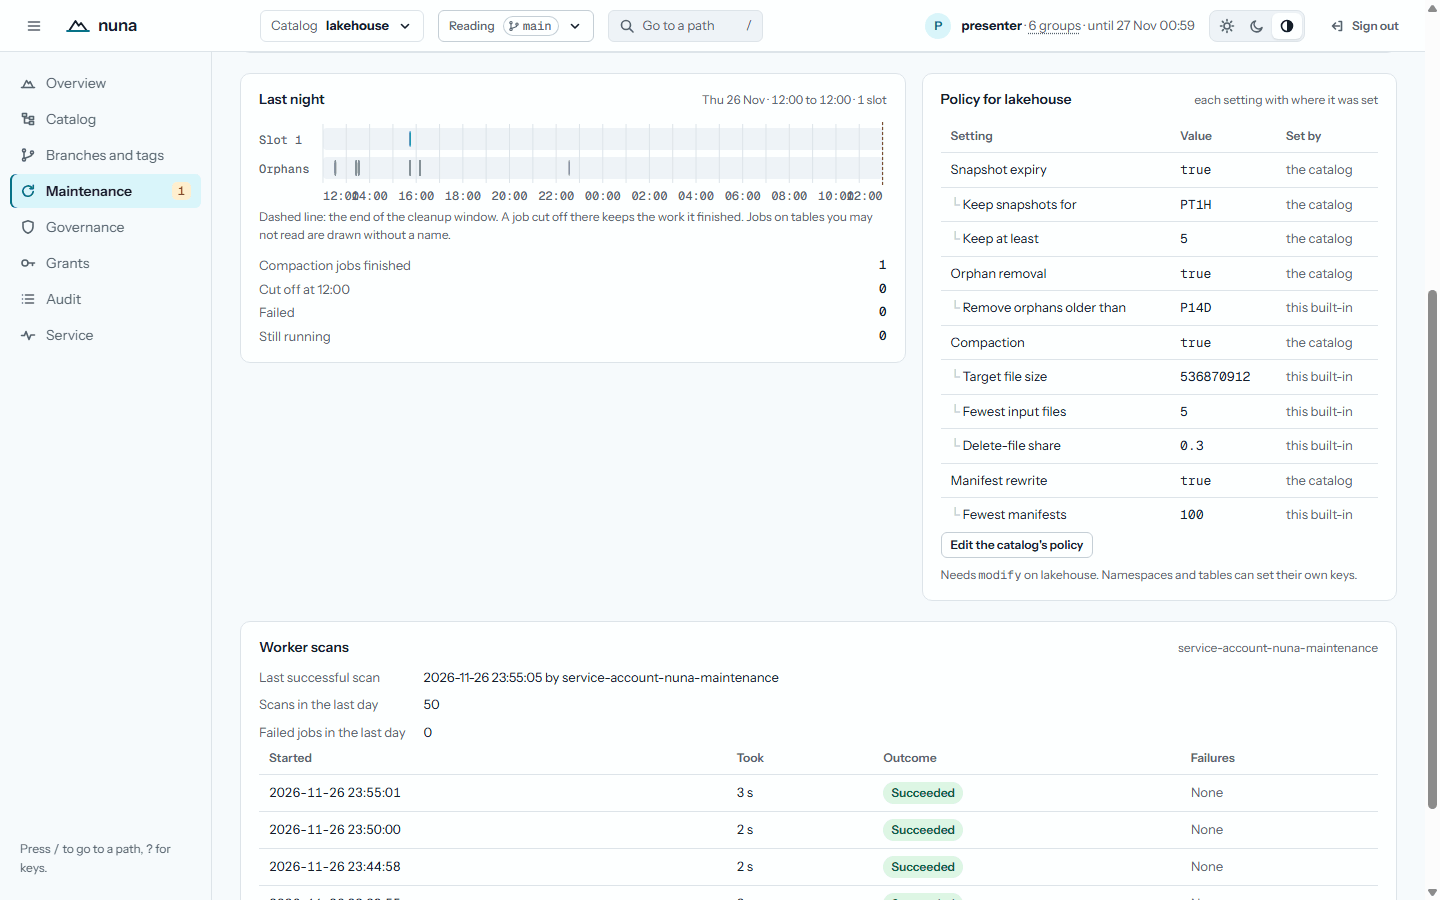 nuna
Catalog lakehouse
Reading main
Go to a path /
P presenter · 6 groups · until 27 Nov 00:59
Sign out
Overview
Catalog
Branches and tags
Maintenance 1
Governance
Grants
Audit
Service
Press / to go to a path, ? for
keys.
Last night
Thu 26 Nov · 12:00 to 12:00 · 1 slot
Slot 1
Orphans
12:00 14:00 16:00 18:00 20:00 22:00 00:00 02:00 04:00 06:00 08:00 10:00 12:00
Dashed line: the end of the cleanup window. A job cut off there keeps the work it finished. Jobs on tables you may
not read are drawn without a name.
Compaction jobs finished 1
Cut off at 12:00 0
Failed 0
Still running 0
Policy for lakehouse
each setting with where it was set
Setting Value Set by
Snapshot expiry true the catalog
Keep snapshots for PT1H the catalog
Keep at least 5 the catalog
Orphan removal true the catalog
Remove orphans older than P14D this built-in
Compaction true the catalog
Target file size 536870912 this built-in
Fewest input files 5 this built-in
Delete-file share 0.3 this built-in
Manifest rewrite true the catalog
Fewest manifests 100 this built-in
Edit the catalog's policy
Needs modify on lakehouse. Namespaces and tables can set their own keys.
Worker scans
service-account-nuna-maintenance
Last successful scan 2026-11-26 23:55:05 by service-account-nuna-maintenance
Scans in the last day 50
Failed jobs in the last day 0
Started Took Outcome Failures
2026-11-26 23:55:01 3 s Succeeded None
2026-11-26 23:50:00 2 s Succeeded None
2026-11-26 23:44:58 2 s Succeeded None